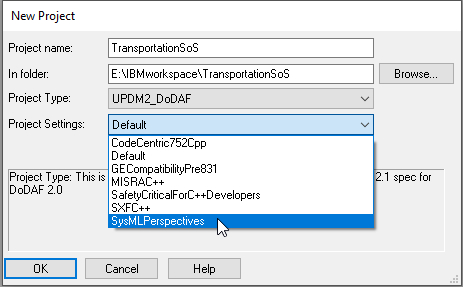 New Project
Project name: TransportationSoS
In folder: E:\IBMworkspace\TransportationSoS Browse...
Project Type: UPDM2_DoDAF
Project Settings: Default
CodeCentric752Cpp
Default
GECompatibilityPre831
MISRAC++
SafetyCriticalForC++Developers
SXFC++
SysMLPerspectives
Project Type: This is 2.1 spec for
DoDAF 2.0
OK Cancel Help